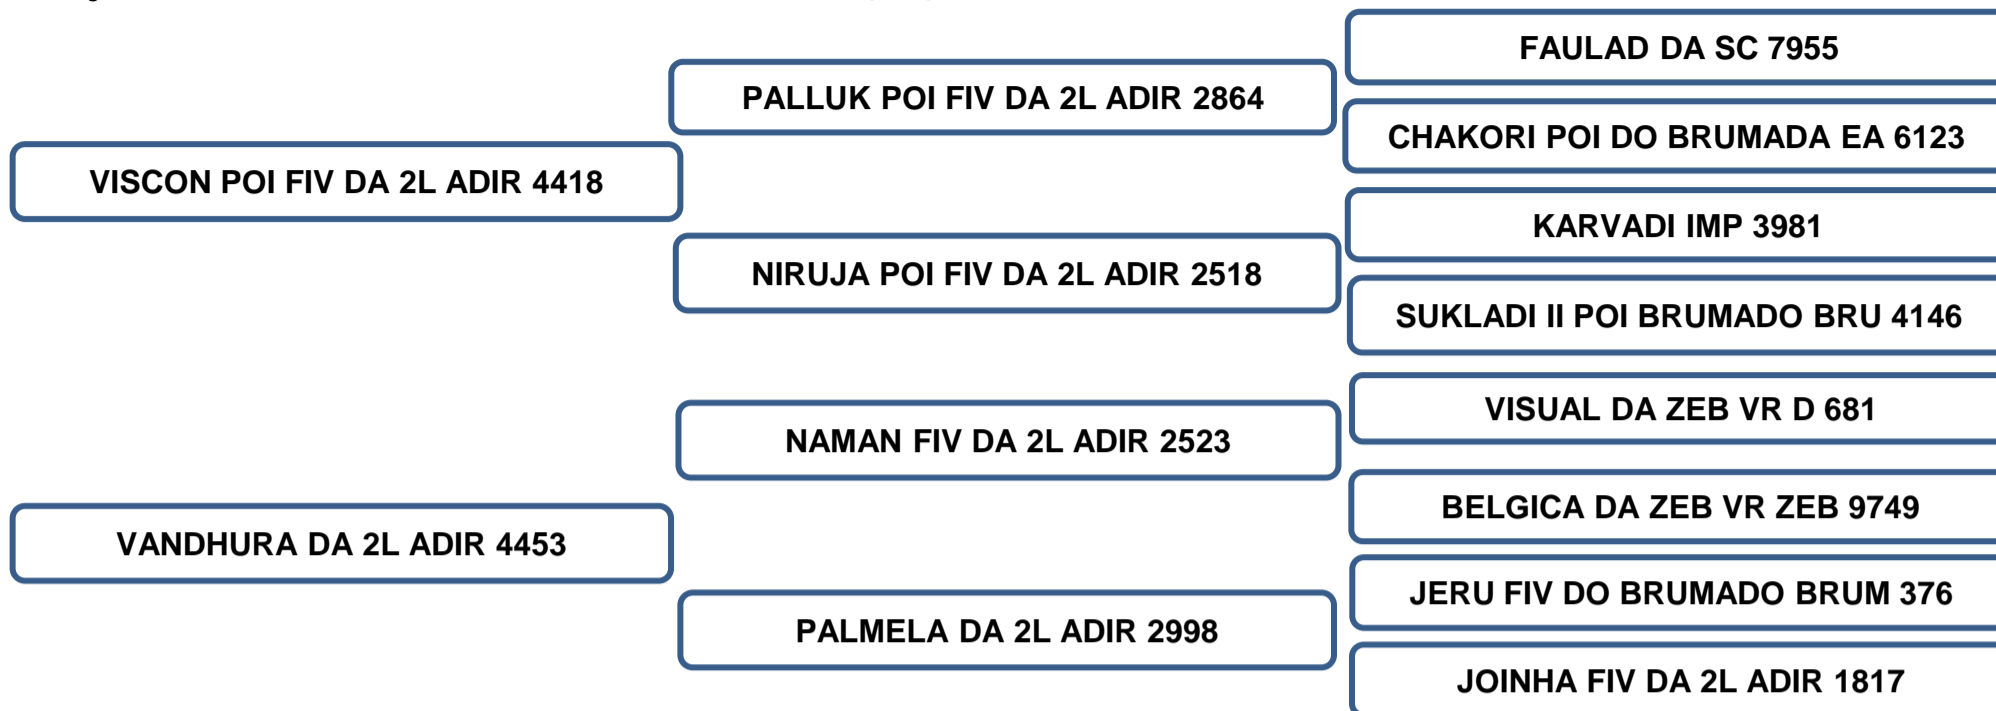 FAULAD DA SC 7955
PALLUK POI FIV DA 2L ADIR 2864
CHAKORI POI DO BRUMADA EA 6123
VISCON POI FIV DA 2L ADIR 4418
KARVADI IMP 3981
NIRUJA POI FIV DA 2L ADIR 2518
SUKLADI II POI BRUMADO BRU 4146
VISUAL DA ZEB VR D 681
NAMAN FIV DA 2L ADIR 2523
BELGICA DA ZEB VR ZEB 9749
VANDHURA DA 2L ADIR 4453
JERU FIV DO BRUMADO BRUM 376
PALMELA DA 2L ADIR 2998
JOINHA FIV DA 2L ADIR 1817